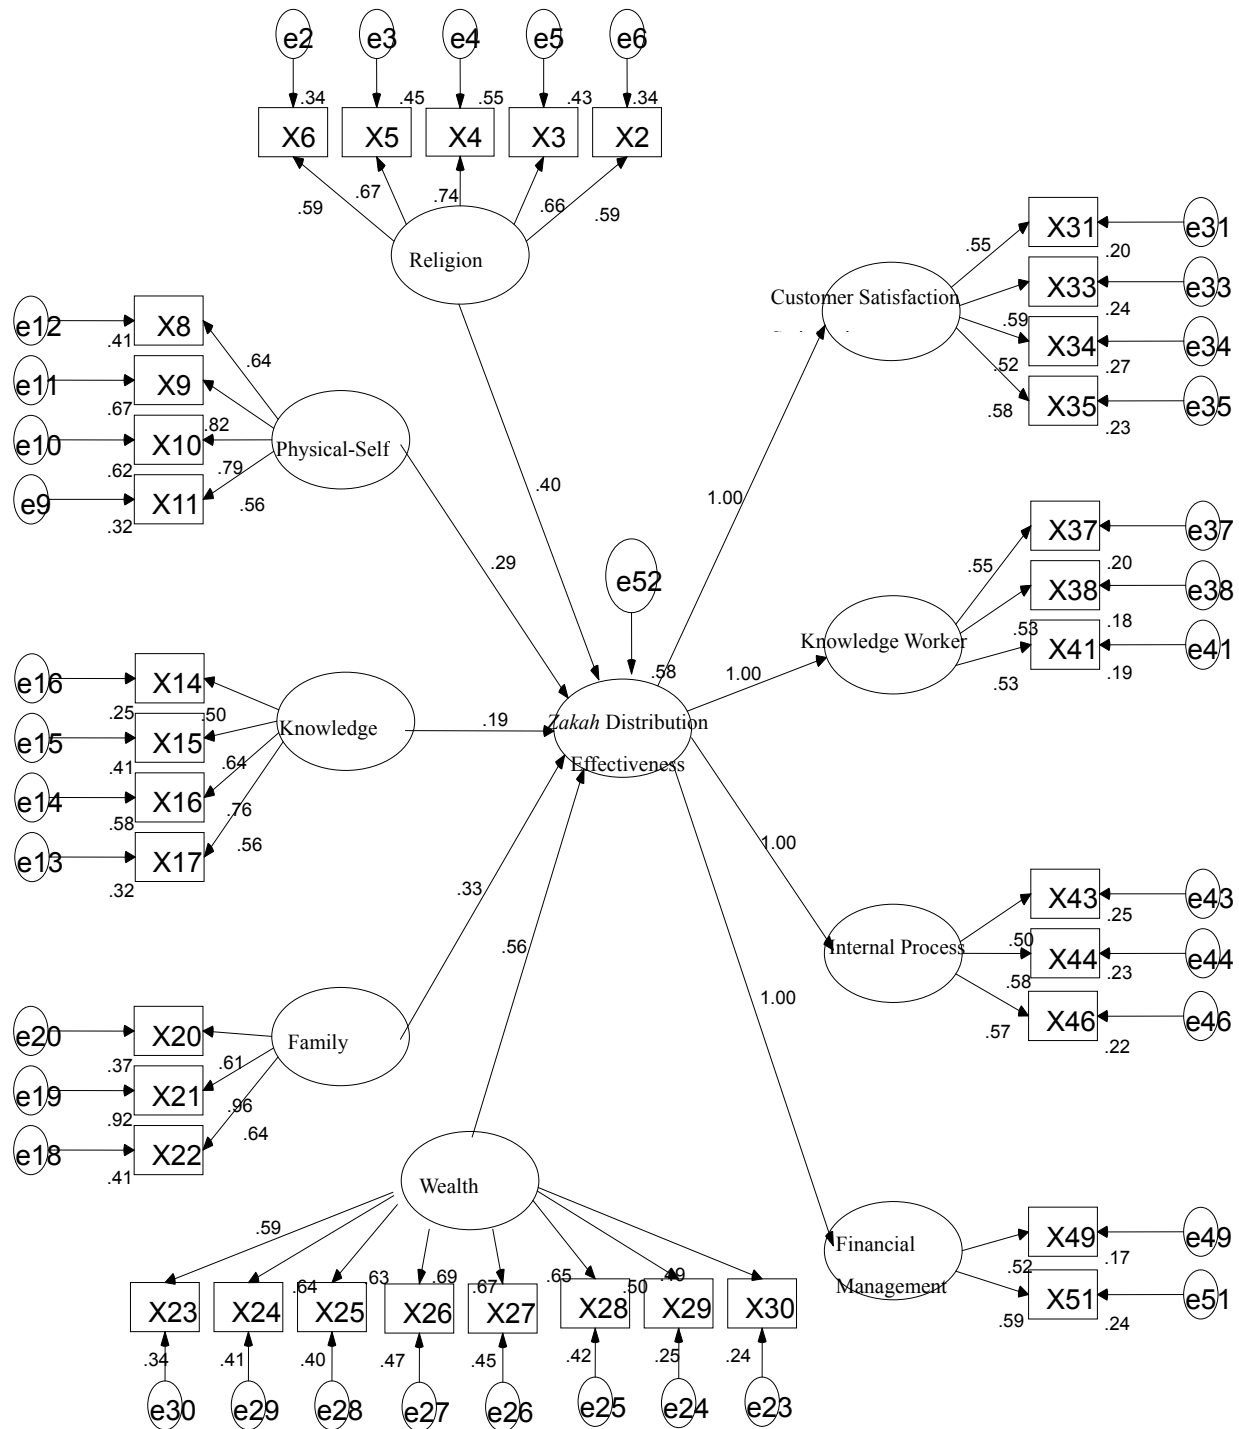 e2 e3 e4 e5 e6
.34 .45 .55 .43 .34
X6 X5 X4 X3 X2
.59 .67 .74 .66 .59
Religion
e12 X8
.41 .64
e11 X9
.67 .82
e10 X10
.62 .79
e9 X11
.32 .56
Physical-Self
.40
.29
e52
.58
Zakah Distribution
Effectiveness
e16 X14
.25 .50
e15 X15
.41 .64
e14 X16
.58 .76
e13 X17
.32 .56
Knowledge
.19
.33
.56
e20 X20
.37 .61
e19 X21
.92 .96
e18 X22
.41 .64
Family
Wealth
.59 .64 .63 .69 .67 .65 .50 .49
X23 X24 X25 X26 X27 X28 X29 X30
.34 .41 .40 .47 .45 .42 .25 .24
e30 e29 e28 e27 e26 e25 e24 e23
1.00
Customer Satisfaction
.55 X31 e31
.20
X33 e33
.59 .24
X34 e34
.52 .27
X35 e35
.58 .23
1.00
Knowledge Worker
.55 X37 e37
.20
X38 e38
.53 .18
X41 e41
.53 .19
1.00
Internal Process
X43 e43
.50 .25
X44 e44
.58 .23
X46 e46
.57 .22
1.00
Financial
Management
X49 e49
.52 .17
X51 e51
.59 .24